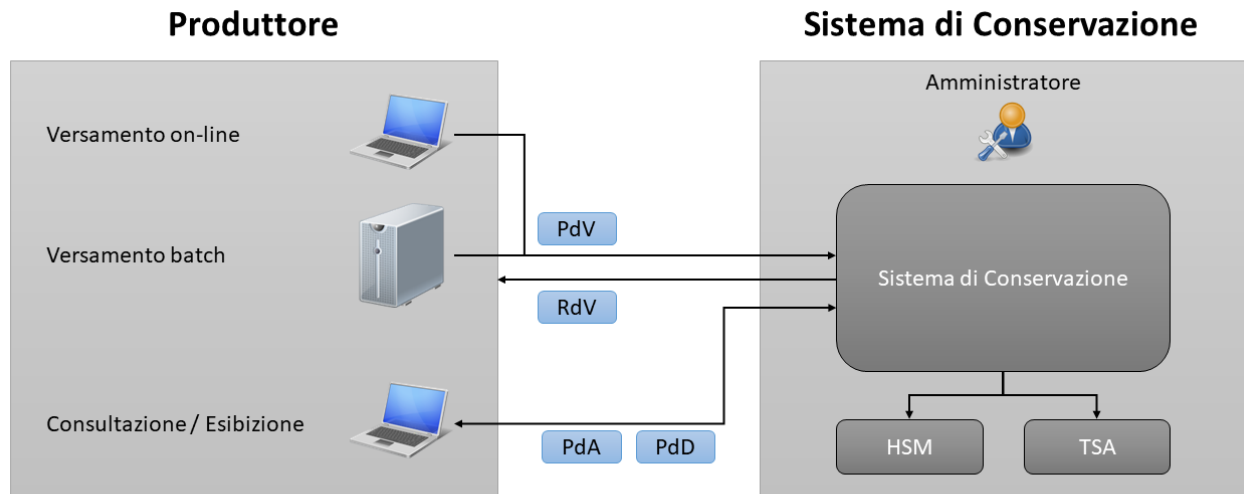 Produttore
Sistema di Conservazione
Amministratore
Versamento on-line
Versamento batch
PdV
Sistema di Conservazione
RdV
Consultazione / Esibizione
PdA
PdD
HSM
TSA